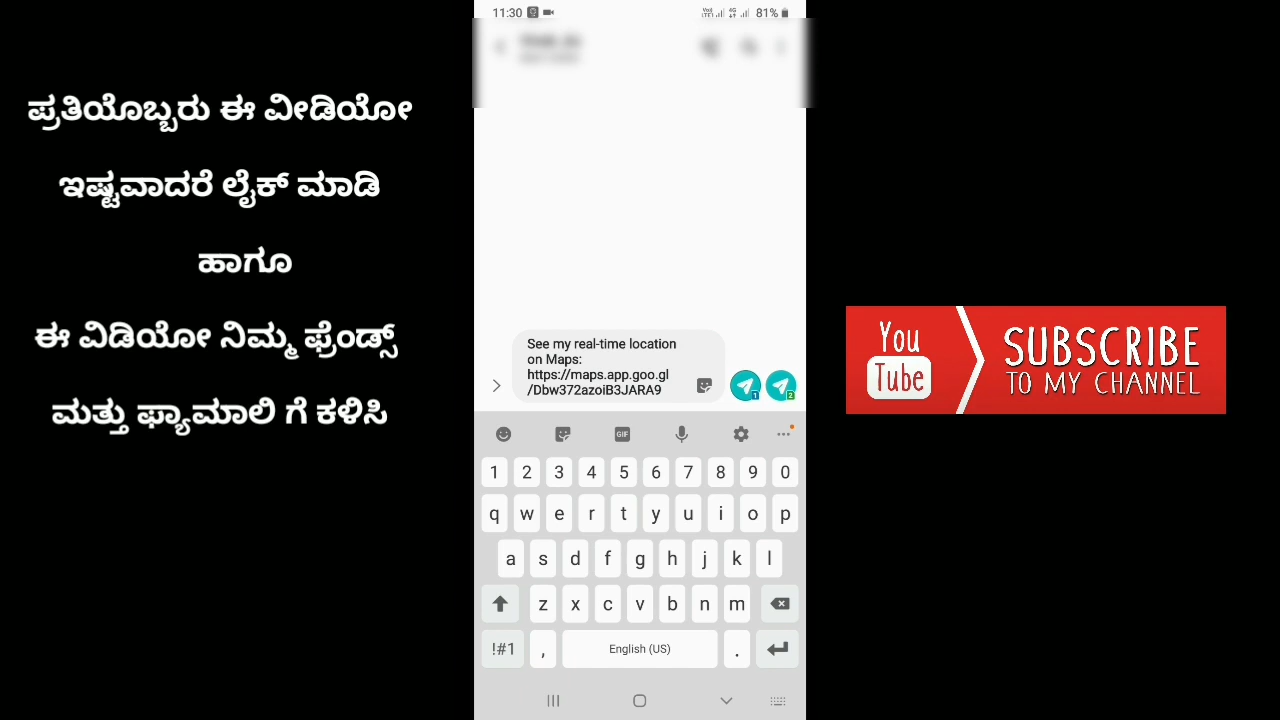 ಪ್ರತಿಯೊಬ್ಬರು ಈ ವೀಡಿಯೋ
ಇಷ್ಟವಾದರೆ ಲೈಕ್ ಮಾಡಿ
ಹಾಗೂ
ಈ ವಿಡಿಯೋ ನಿಮ್ಮ ಫ್ರೆಂಡ್ಸ್
ಮತ್ತು ಫ್ಯಾಮಾಲಿ ಗೆ ಕಳಿಸಿ
11:30
81%
See my real-time location
on Maps:
https://maps.app.goo.gl
/Dbw372azoiB3JARA9
1 2
GIF
1 2 3 4 5 6 7 8 9 0
q w e r t y u i o p
a s d f g h j k l
z x c v b n m
!#1 , English (US) .
You
Tube
SUBSCRIBE
TO MY CHANNEL